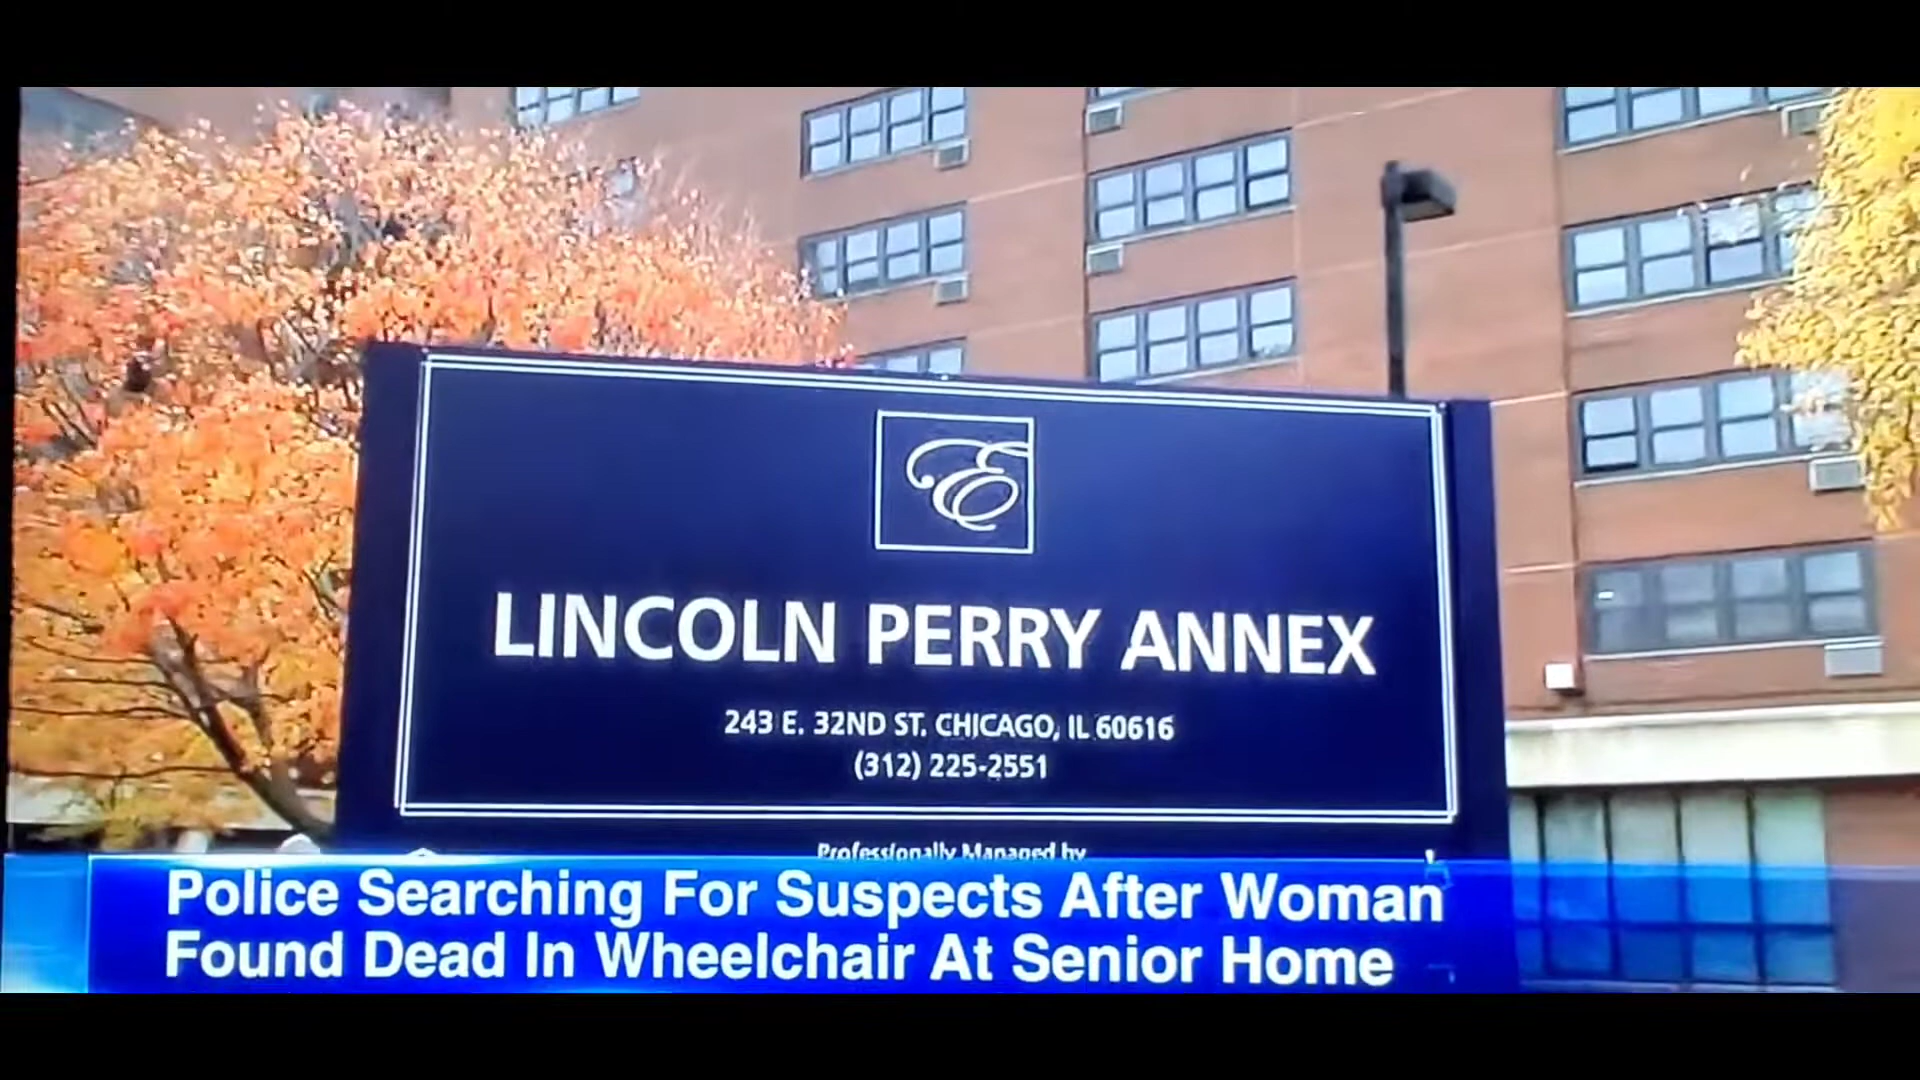 E
LINCOLN PERRY ANNEX
243 E. 32ND ST. CHICAGO, IL 60616
(312) 225-2551
Professionally Managed by
Police Searching For Suspects After Woman
Found Dead In Wheelchair At Senior Home